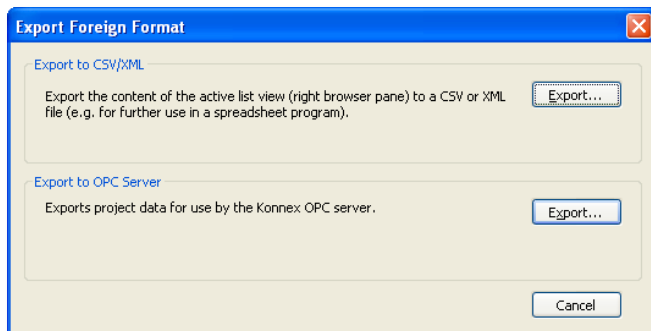 Export Foreign Format
Export to CSV/XML
Export the content of the active list view (right browser pane) to a CSV or XML
file (e.g. for further use in a spreadsheet program).
Export...
Export to OPC Server
Exports project data for use by the Konnex OPC server.
Export...
Cancel